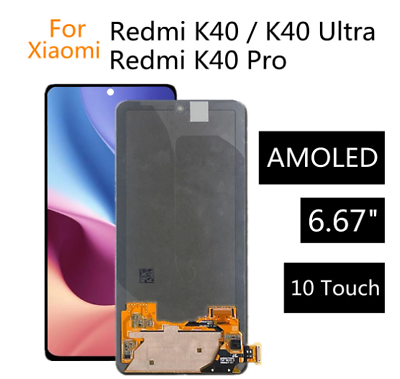 For
Xiaomi
Redmi K40 / K40 Ultra
Redmi K40 Pro
AMOLED
6.67"
10 Touch